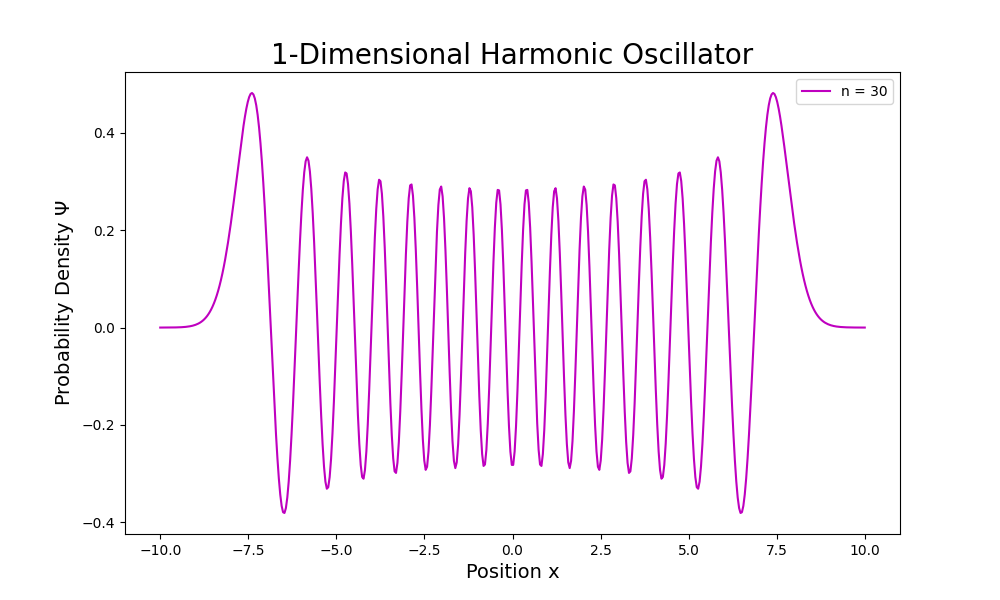 1-Dimensional Harmonic Oscillator
n = 30
Probability Density Ψ
0.4
0.2
0.0
−0.2
−0.4
−10.0 −7.5 −5.0 −2.5 0.0 2.5 5.0 7.5 10.0
Position x